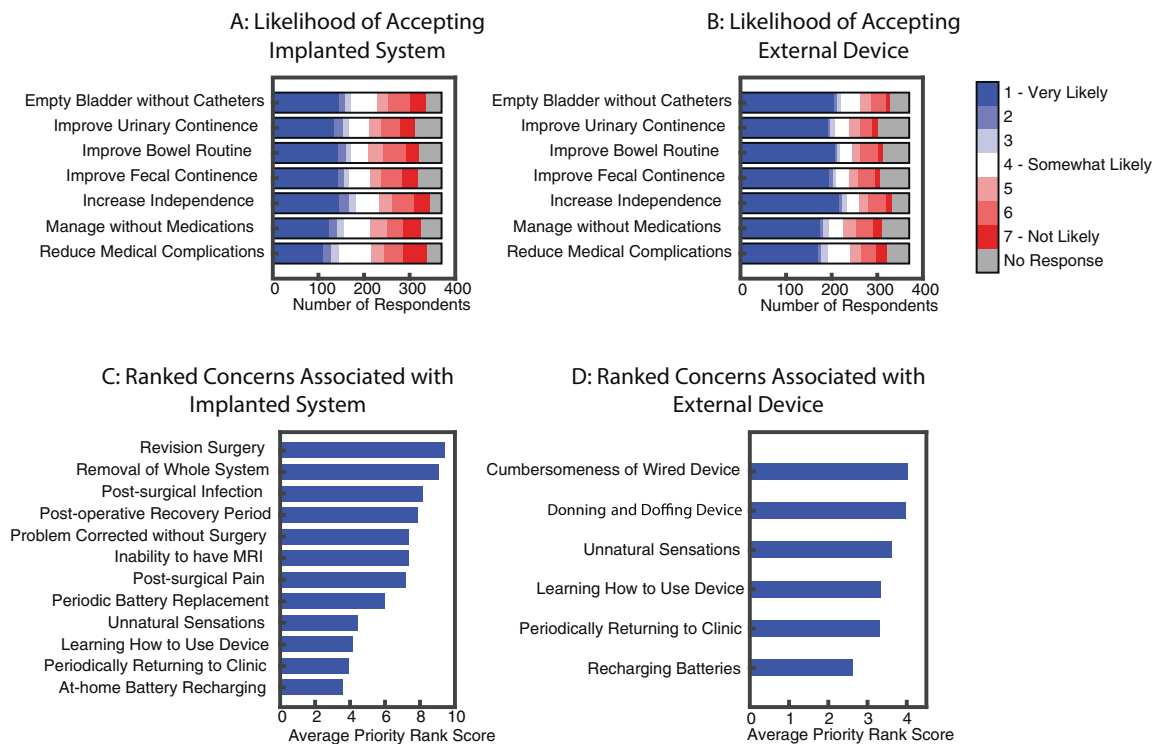 A: Likelihood of Accepting
Implanted System
Empty Bladder without Catheters
Improve Urinary Continence
Improve Bowel Routine
Improve Fecal Continence
Increase Independence
Manage without Medications
Reduce Medical Complications
0 100 200 300 400
Number of Respondents
B: Likelihood of Accepting
External Device
Empty Bladder without Catheters
Improve Urinary Continence
Improve Bowel Routine
Improve Fecal Continence
Increase Independence
Manage without Medications
Reduce Medical Complications
0 100 200 300 400
Number of Respondents
1 - Very Likely
2
3
4 - Somewhat Likely
5
6
7 - Not Likely
No Response
C: Ranked Concerns Associated with
Implanted System
Revision Surgery
Removal of Whole System
Post-surgical Infection
Post-operative Recovery Period
Problem Corrected without Surgery
Inability to have MRI
Post-surgical Pain
Periodic Battery Replacement
Unnatural Sensations
Learning How to Use Device
Periodically Returning to Clinic
At-home Battery Recharging
0 2 4 6 8 10
Average Priority Rank Score
D: Ranked Concerns Associated with
External Device
Cumbersomeness of Wired Device
Donning and Doffing Device
Unnatural Sensations
Learning How to Use Device
Periodically Returning to Clinic
Recharging Batteries
0 1 2 3 4
Average Priority Rank Score